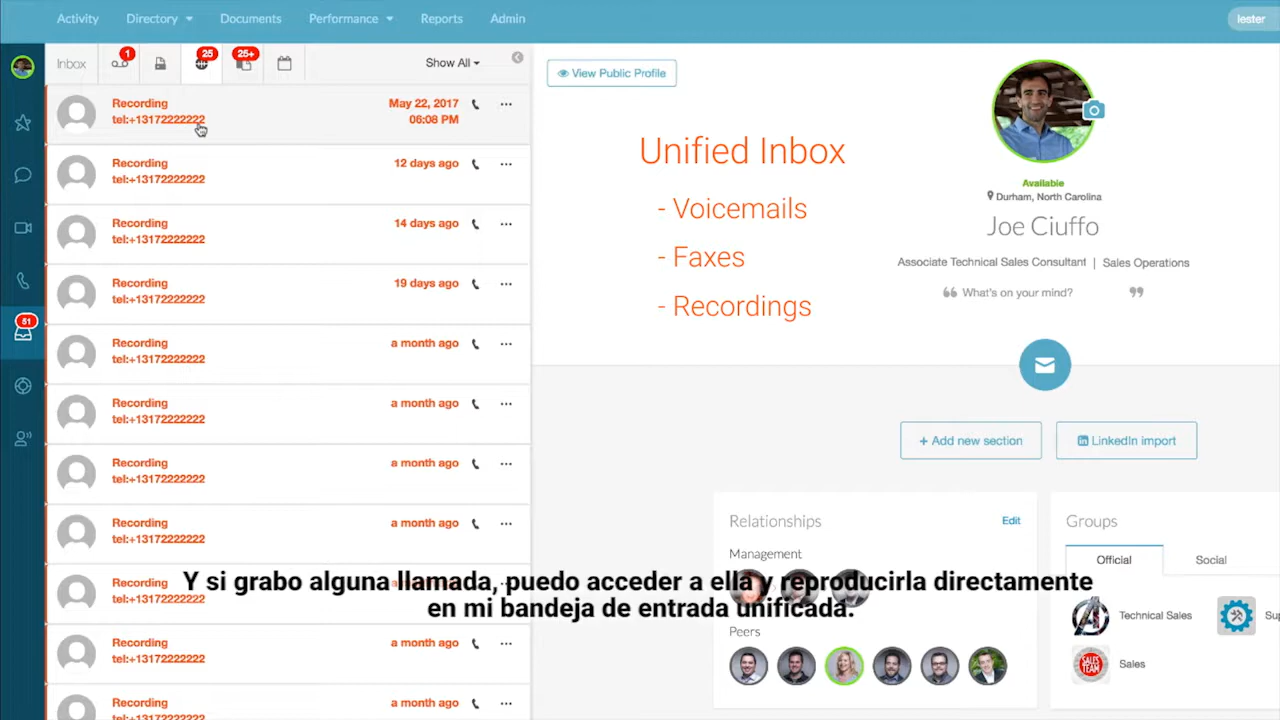 Activity
Directory
Documents
Performance
Reports
Admin
lester
Inbox
1
25
25+
Show All
Recording
tel:+13172222222
May 22, 2017
06:08 PM
Recording
tel:+13172222222
12 days ago
Recording
tel:+13172222222
14 days ago
Recording
tel:+13172222222
19 days ago
Recording
tel:+13172222222
a month ago
Recording
tel:+13172222222
a month ago
Recording
tel:+13172222222
a month ago
Recording
tel:+13172222222
a month ago
Recording
tel:+13172222222
a month ago
Recording
tel:+13172222222
a month ago
Recording
a month ago
51
View Public Profile
Unified Inbox
- Voicemails
- Faxes
- Recordings
Available
Durham, North Carolina
Joe Ciuffo
Associate Technical Sales Consultant | Sales Operations
What's on your mind?
+ Add new section
LinkedIn import
Relationships
Edit
Management
Peers
Groups
Official
Social
Technical Sales
Sup
SALES TEAM
Sales
Y si grabo alguna llamada, puedo acceder a ella y reproducirla directamente
en mi bandeja de entrada unificada.